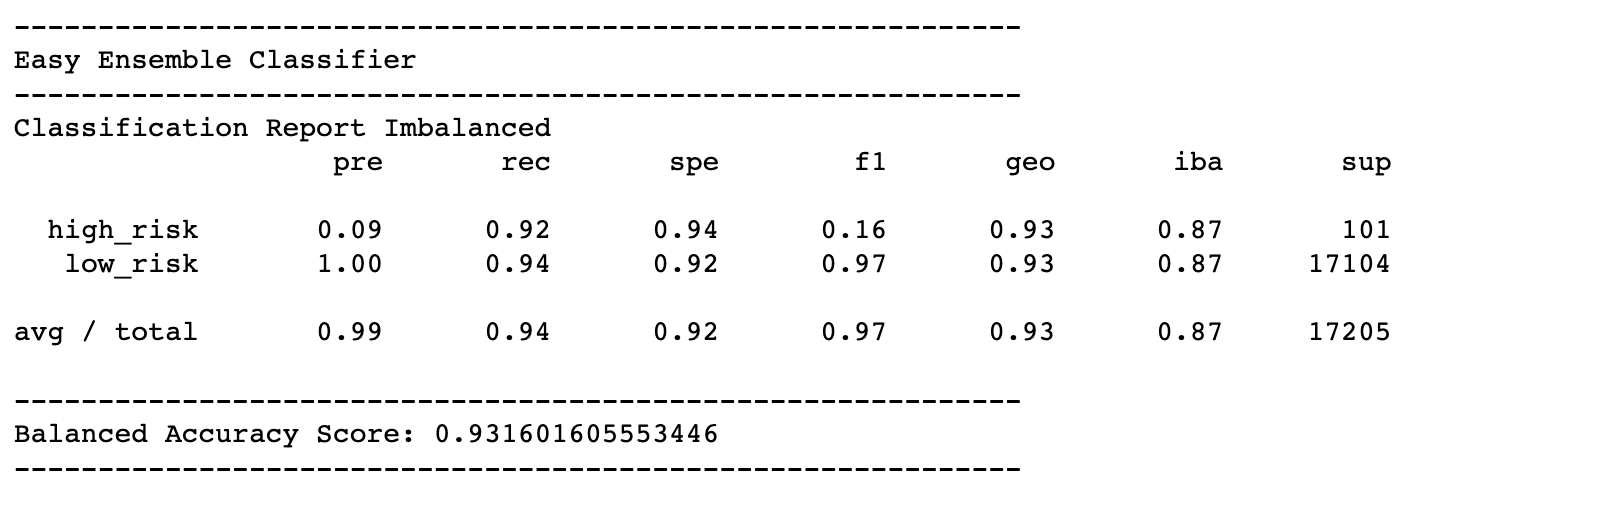 ------------------------------------------------------------
Easy Ensemble Classifier
------------------------------------------------------------
Classification Report Imbalanced
                   pre       rec       spe        f1       geo       iba       sup

  high_risk       0.09      0.92      0.94      0.16      0.93      0.87       101
   low_risk       1.00      0.94      0.92      0.97      0.93      0.87     17104

avg / total       0.99      0.94      0.92      0.97      0.93      0.87     17205

------------------------------------------------------------
Balanced Accuracy Score: 0.931601605553446
------------------------------------------------------------